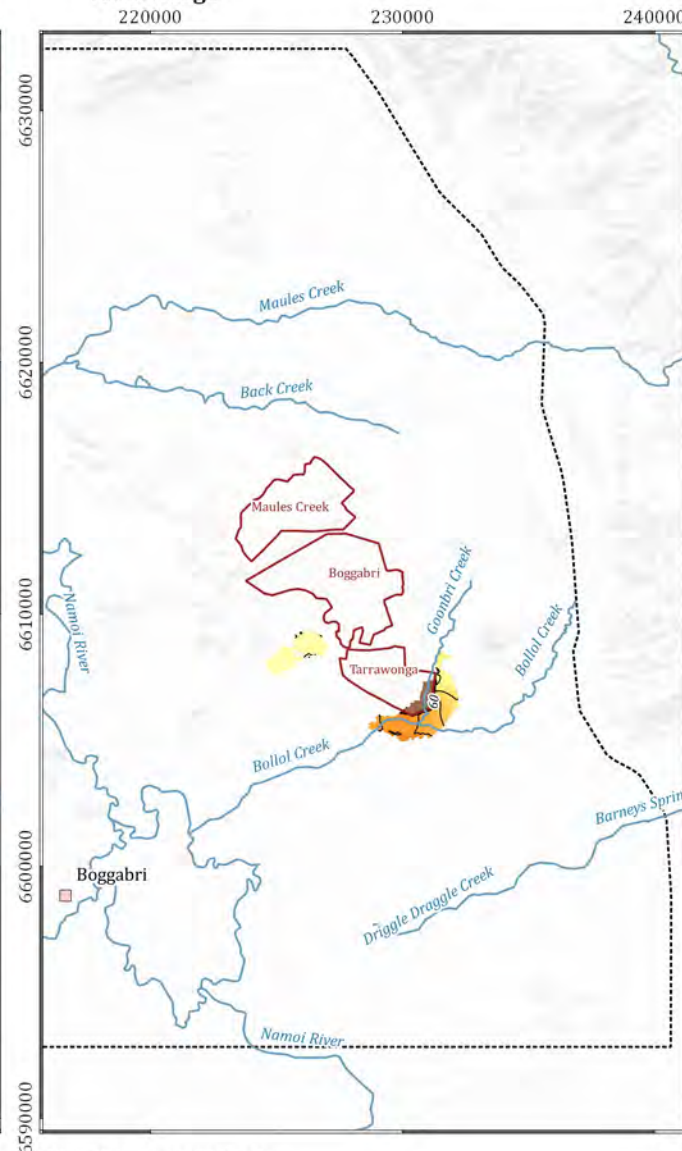 220000
230000
240000
6630000
6620000
6610000
6600000
6590000
Maules Creek
Back Creek
Maules Creek
Boggabri
Goonbri Creek
Namoi River
Tarrawonga
Bollol Creek
60
Bollol Creek
Barneys Sprin
Boggabri
Driggle Draggle Creek
Namoi River